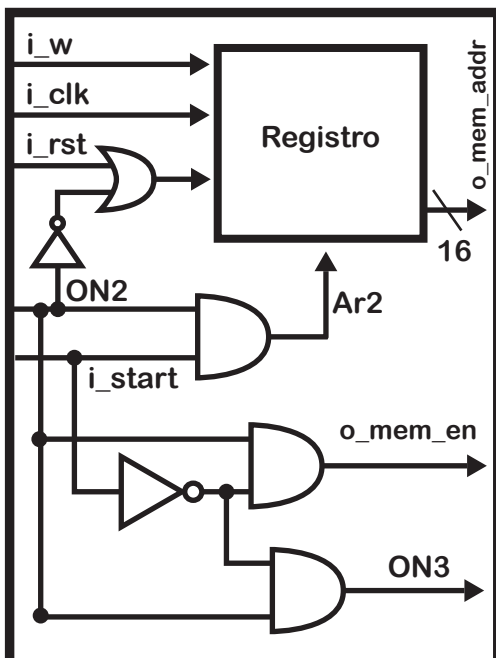 i_w
i_clk
i_rst
Registro
o_mem_addr
16
ON2
Ar2
i_start
o_mem_en
ON3